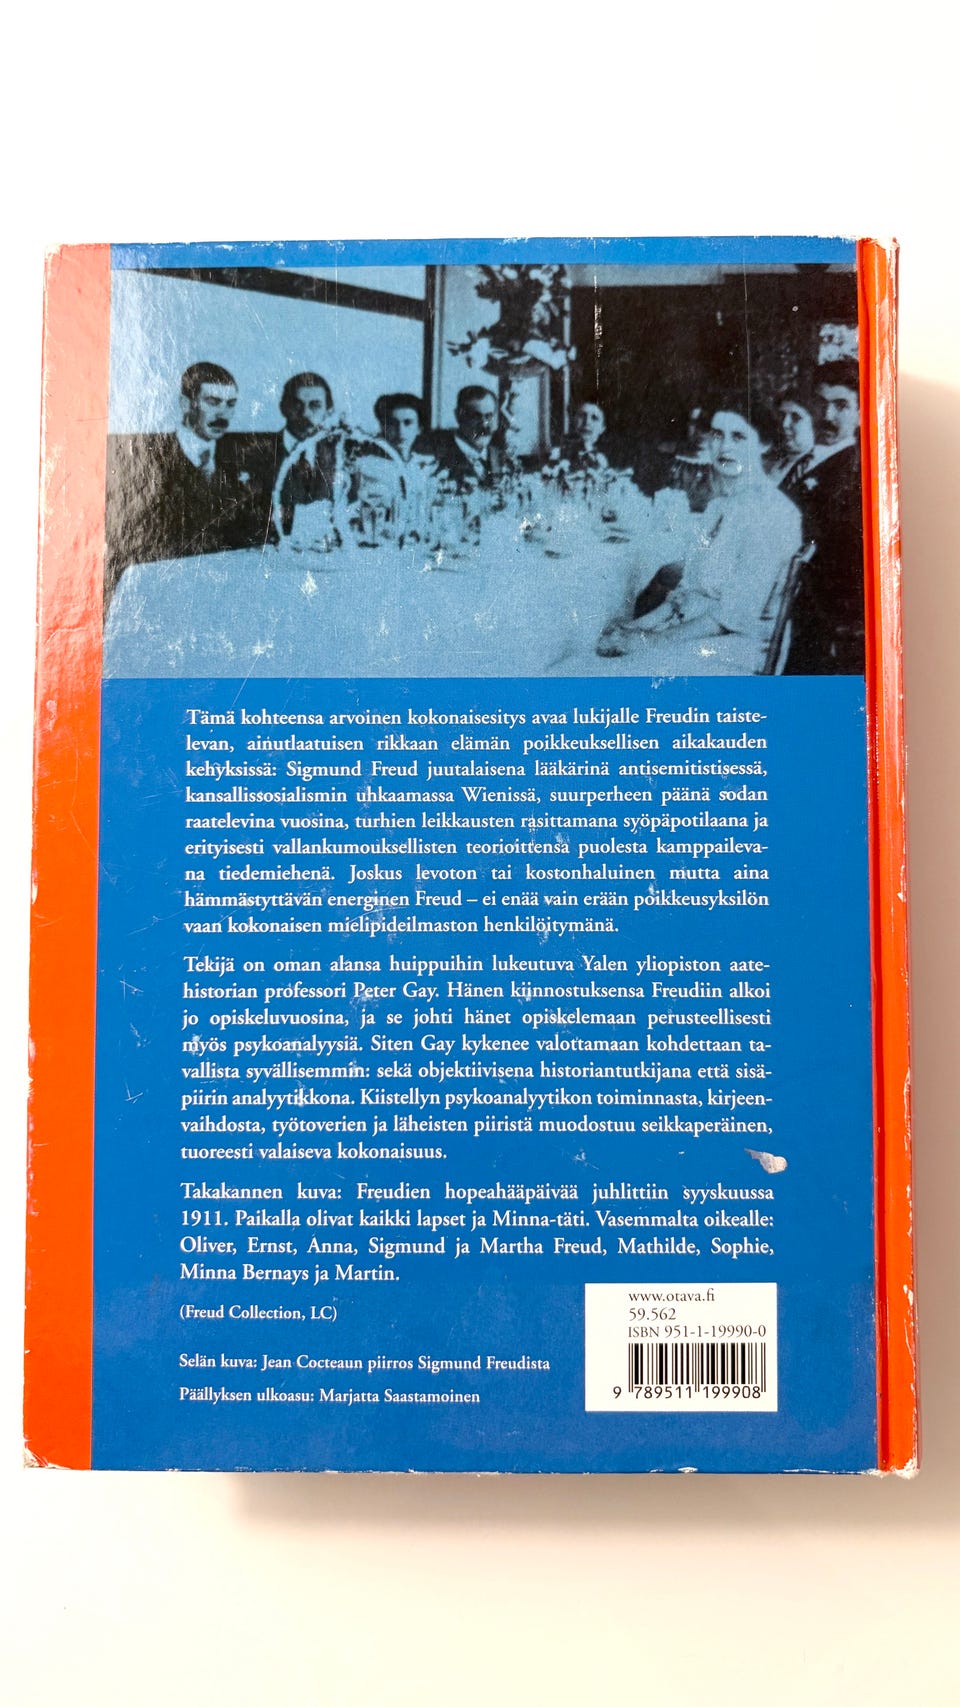 Tämä kohteensa arvoinen kokonaisesitys avaa lukijalle Freudin taiste-
levan, ainutlaatuisen rikkaan elämän poikkeuksellisen aikakauden
kehyksissä: Sigmund Freud juutalaisena lääkärinä antisemitistisessä,
kansallissosialismin uhkaamassa Wienissä, suurperheen päänä sodan
raatelevina vuosina, turhien leikkausten rasittamana syöpäpotilaana ja
erityisesti vallankumouksellisten teorioittensa puolesta kamppaileva-
na tiedemiehenä. Joskus levoton tai kostonhaluinen mutta aina
hämmästyttävän energinen Freud – ei enää vain erään poikkeusyksilön
vaan kokonaisen mielipideilmaston henkilöitymänä.
Tekijä on oman alansa huippuihin lukeutuva Yalen yliopiston aate-
historian professori Peter Gay. Hänen kiinnostuksensa Freudiin alkoi
jo opiskeluvuosina, ja se johti hänet opiskelemaan perusteellisesti
myös psykoanalyysiä. Siten Gay kykenee valottamaan kohdettaan ta-
vallista syvällisemmin: sekä objektiivisena historiantutkijana että sisä-
piirin analyytikkona. Kiistellyn psykoanalyytikon toiminnasta, kirjeen-
vaihdosta, työtoverien ja läheisten piiristä muodostuu seikkaperäinen,
tuoreesti valaiseva kokonaisuus.
Takakannen kuva: Freudien hopeahääpäivää juhlittiin syyskuussa
1911. Paikalla olivat kaikki lapset ja Minna-täti. Vasemmalta oikealle:
Oliver, Ernst, Anna, Sigmund ja Martha Freud, Mathilde, Sophie,
Minna Bernays ja Martin.
(Freud Collection, LC)
Selän kuva: Jean Cocteaun piirros Sigmund Freudista
Päällyksen ulkoasu: Marjatta Saastamoinen
www.otava.fi
59.562
ISBN 951-1-19990-0
9 789511 199908